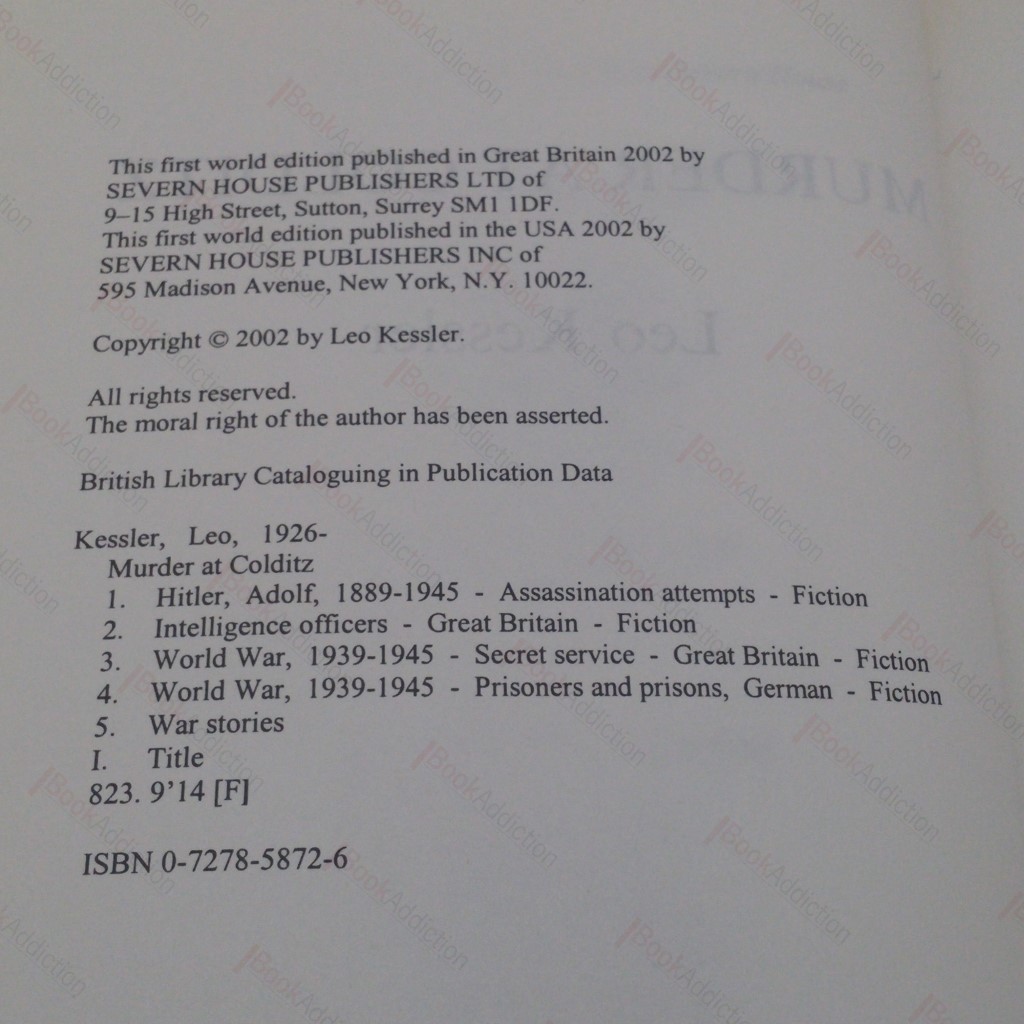 This first world edition published in Great Britain 2002 by
SEVERN HOUSE PUBLISHERS LTD of
9–15 High Street, Sutton, Surrey SM1 1DF.
This first world edition published in the USA 2002 by
SEVERN HOUSE PUBLISHERS INC of
595 Madison Avenue, New York, N.Y. 10022.
Copyright © 2002 by Leo Kessler.
All rights reserved.
The moral right of the author has been asserted.
British Library Cataloguing in Publication Data
Kessler, Leo, 1926-
Murder at Colditz
1. Hitler, Adolf, 1889-1945 - Assassination attempts - Fiction
2. Intelligence officers - Great Britain - Fiction
3. World War, 1939-1945 - Secret service - Great Britain - Fiction
4. World War, 1939-1945 - Prisoners and prisons, German - Fiction
5. War stories
I. Title
823. 9'14 [F]
ISBN 0-7278-5872-6